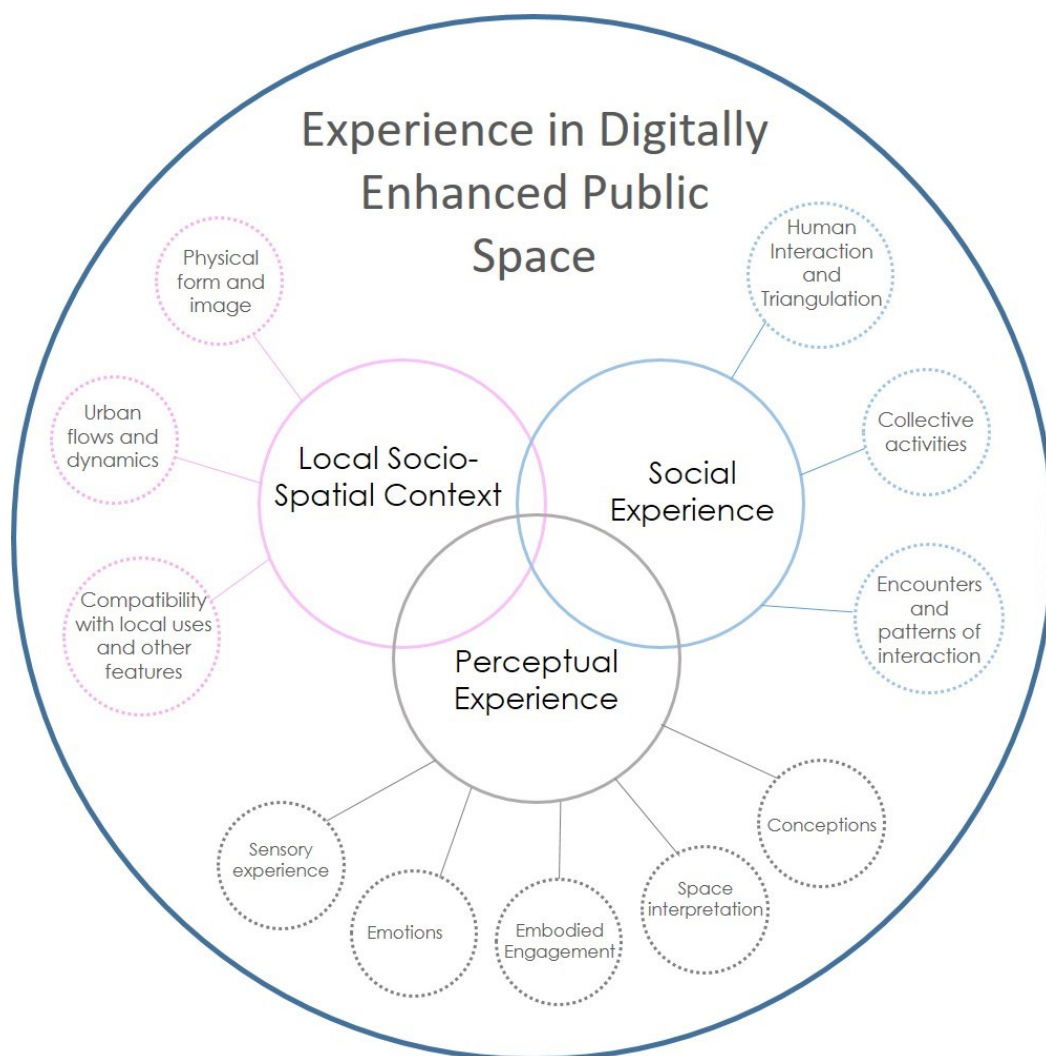 Experience in Digitally
Enhanced Public
Space
Physical
form and
image
Human
Interaction
and
Triangulation
Urban
flows and
dynamics
Collective
activities
Local Socio-
Spatial Context
Social
Experience
Compatibility
with local uses
and other
features
Encounters
and
patterns of
interaction
Perceptual
Experience
Sensory
experience
Emotions
Embodied
Engagement
Space
interpretation
Conceptions